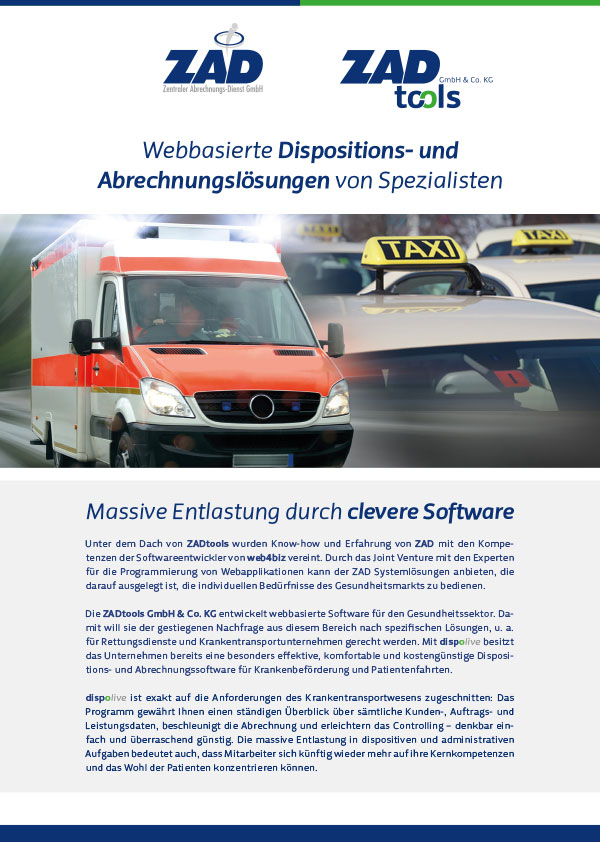 ZAD
Zentraler Abrechnungs-Dienst GmbH
ZAD
GmbH & Co. KG
tools
Webbasierte Dispositions- und
Abrechnungslösungen von Spezialisten
TAXI
TAXI
Massive Entlastung durch clevere Software
Unter dem Dach von ZADtools wurden Know-how und Erfahrung von ZAD mit den Kompe-
tenzen der Softwareentwickler von web4biz vereint. Durch das Joint Venture mit den Experten
für die Programmierung von Webapplikationen kann der ZAD Systemlösungen anbieten, die
darauf ausgelegt ist, die individuellen Bedürfnisse des Gesundheitsmarkts zu bedienen.
Die ZADtools GmbH & Co. KG entwickelt webbasierte Software für den Gesundheitssektor. Da-
mit will sie der gestiegenen Nachfrage aus diesem Bereich nach spezifischen Lösungen, u. a.
für Rettungsdienste und Krankentransportunternehmen gerecht werden. Mit dispolive besitzt
das Unternehmen bereits eine besonders effektive, komfortable und kostengünstige Disposi-
tions- und Abrechnungssoftware für Krankenbeförderung und Patientenfahrten.
dispolive ist exakt auf die Anforderungen des Krankentransportwesens zugeschnitten: Das
Programm gewährt Ihnen einen ständigen Überblick über sämtliche Kunden-, Auftrags- und
Leistungsdaten, beschleunigt die Abrechnung und erleichtern das Controlling – denkbar ein-
fach und überraschend günstig. Die massive Entlastung in dispositiven und administrativen
Aufgaben bedeutet auch, dass Mitarbeiter sich künftig wieder mehr auf ihre Kernkompetenzen
und das Wohl der Patienten konzentrieren können.